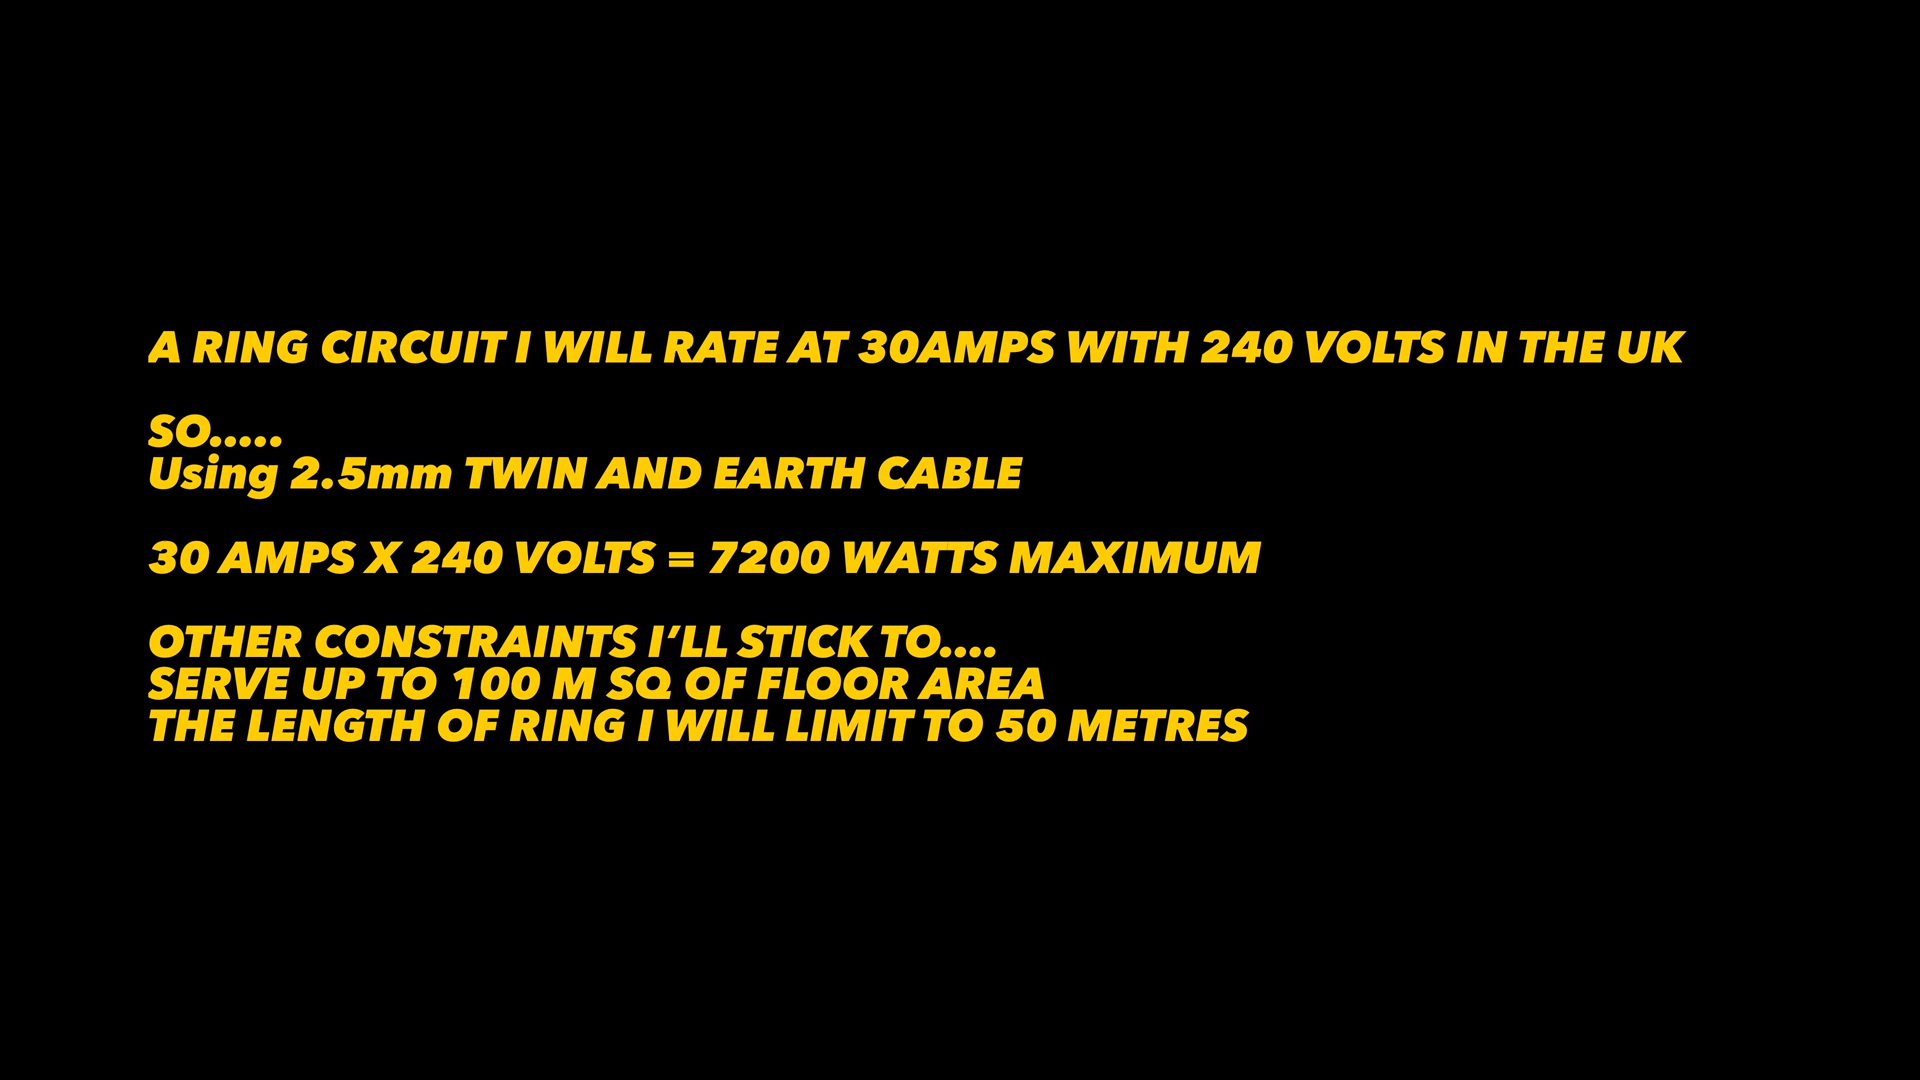 A RING CIRCUIT I WILL RATE AT 30AMPS WITH 240 VOLTS IN THE UK
SO.....
Using 2.5mm TWIN AND EARTH CABLE
30 AMPS X 240 VOLTS = 7200 WATTS MAXIMUM
OTHER CONSTRAINTS I’LL STICK TO....
SERVE UP TO 100 M SQ OF FLOOR AREA
THE LENGTH OF RING I WILL LIMIT TO 50 METRES